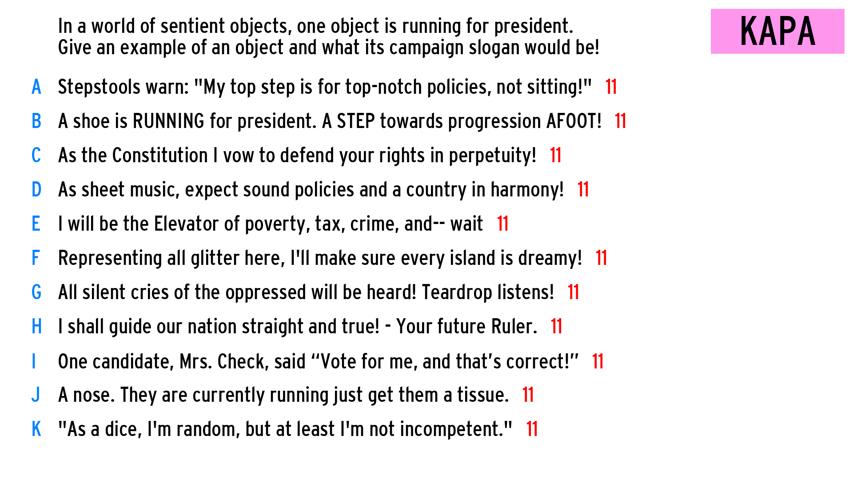 In a world of sentient objects, one object is running for president.
Give an example of an object and what its campaign slogan would be!
KAPA
A Stepstools warn: "My top step is for top-notch policies, not sitting!" 11
B A shoe is RUNNING for president. A STEP towards progression AFOOT! 11
C As the Constitution I vow to defend your rights in perpetuity! 11
D As sheet music, expect sound policies and a country in harmony! 11
E I will be the Elevator of poverty, tax, crime, and-- wait 11
F Representing all glitter here, I'll make sure every island is dreamy! 11
G All silent cries of the oppressed will be heard! Teardrop listens! 11
H I shall guide our nation straight and true! - Your future Ruler. 11
I One candidate, Mrs. Check, said “Vote for me, and that’s correct!” 11
J A nose. They are currently running just get them a tissue. 11
K "As a dice, I'm random, but at least I'm not incompetent." 11